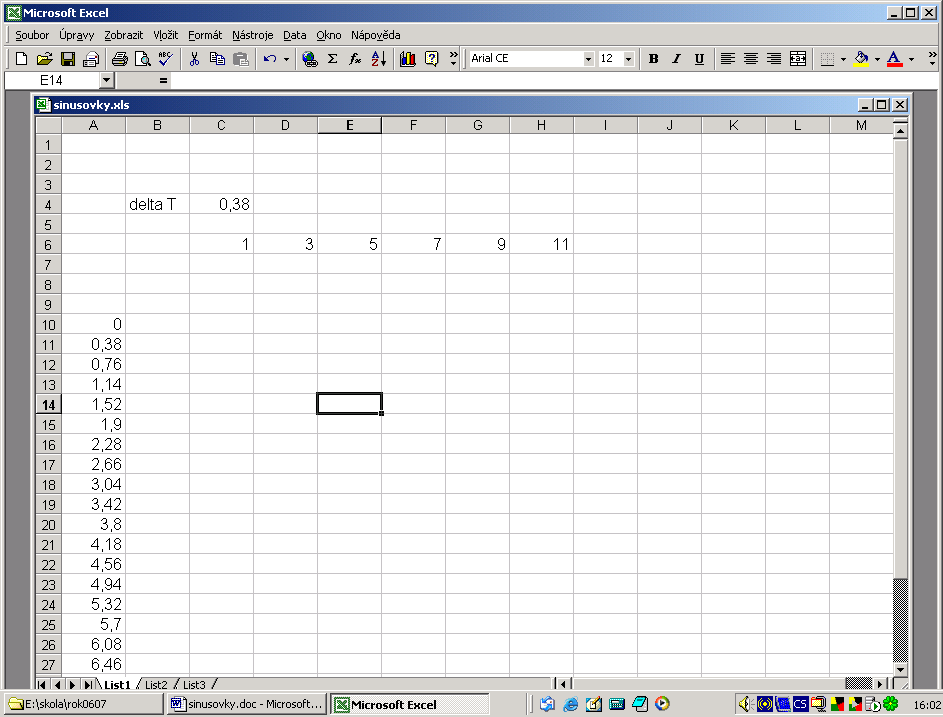 Microsoft Excel
Soubor Úpravy Zobrazit Vložit Formát Nástroje Data Okno Nápověda
Arial CE 12 B I U
E14 =
sinusovky.xls
A B C D E F G H I J K L M
1
2
3
4 delta T 0,38
5
6 1 3 5 7 9 11
7
8
9
10 0
11 0,38
12 0,76
13 1,14
14 1,52
15 1,9
16 2,28
17 2,66
18 3,04
19 3,42
20 3,8
21 4,18
22 4,56
23 4,94
24 5,32
25 5,7
26 6,08
27 6,46
List1 List2 List3
E:\skola\rok0607 sinusovky.doc - Microsoft... Microsoft Excel CS 16:02